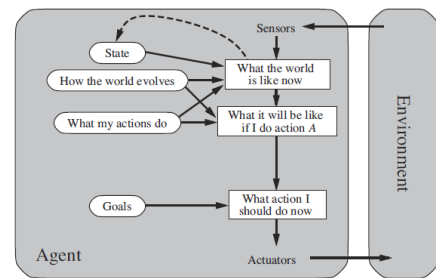 Sensors
State
What the world
is like now
How the world evolves
What it will be like
if I do action A
What my actions do
What action I
should do now
Goals
Agent
Actuators
Environment